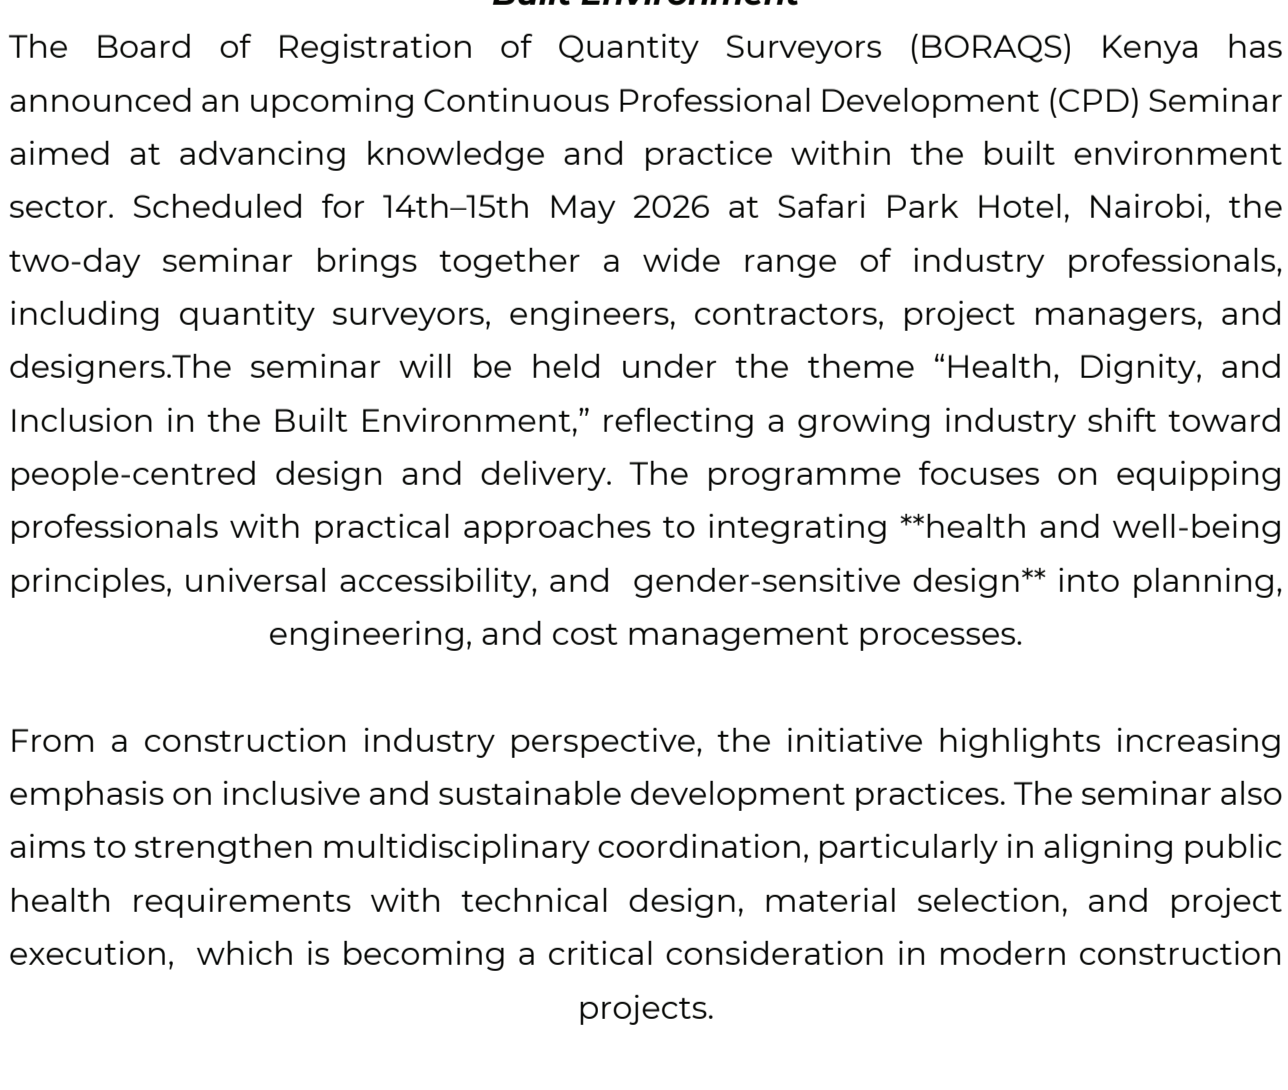 Built Environment
The Board of Registration of Quantity Surveyors (BORAQS) Kenya has
announced an upcoming Continuous Professional Development (CPD) Seminar
aimed at advancing knowledge and practice within the built environment
sector. Scheduled for 14th–15th May 2026 at Safari Park Hotel, Nairobi, the
two-day seminar brings together a wide range of industry professionals,
including quantity surveyors, engineers, contractors, project managers, and
designers.The seminar will be held under the theme “Health, Dignity, and
Inclusion in the Built Environment,” reflecting a growing industry shift toward
people-centred design and delivery. The programme focuses on equipping
professionals with practical approaches to integrating **health and well-being
principles, universal accessibility, and  gender-sensitive design** into planning,
engineering, and cost management processes.

From a construction industry perspective, the initiative highlights increasing
emphasis on inclusive and sustainable development practices. The seminar also
aims to strengthen multidisciplinary coordination, particularly in aligning public
health requirements with technical design, material selection, and project
execution,  which is becoming a critical consideration in modern construction
projects.